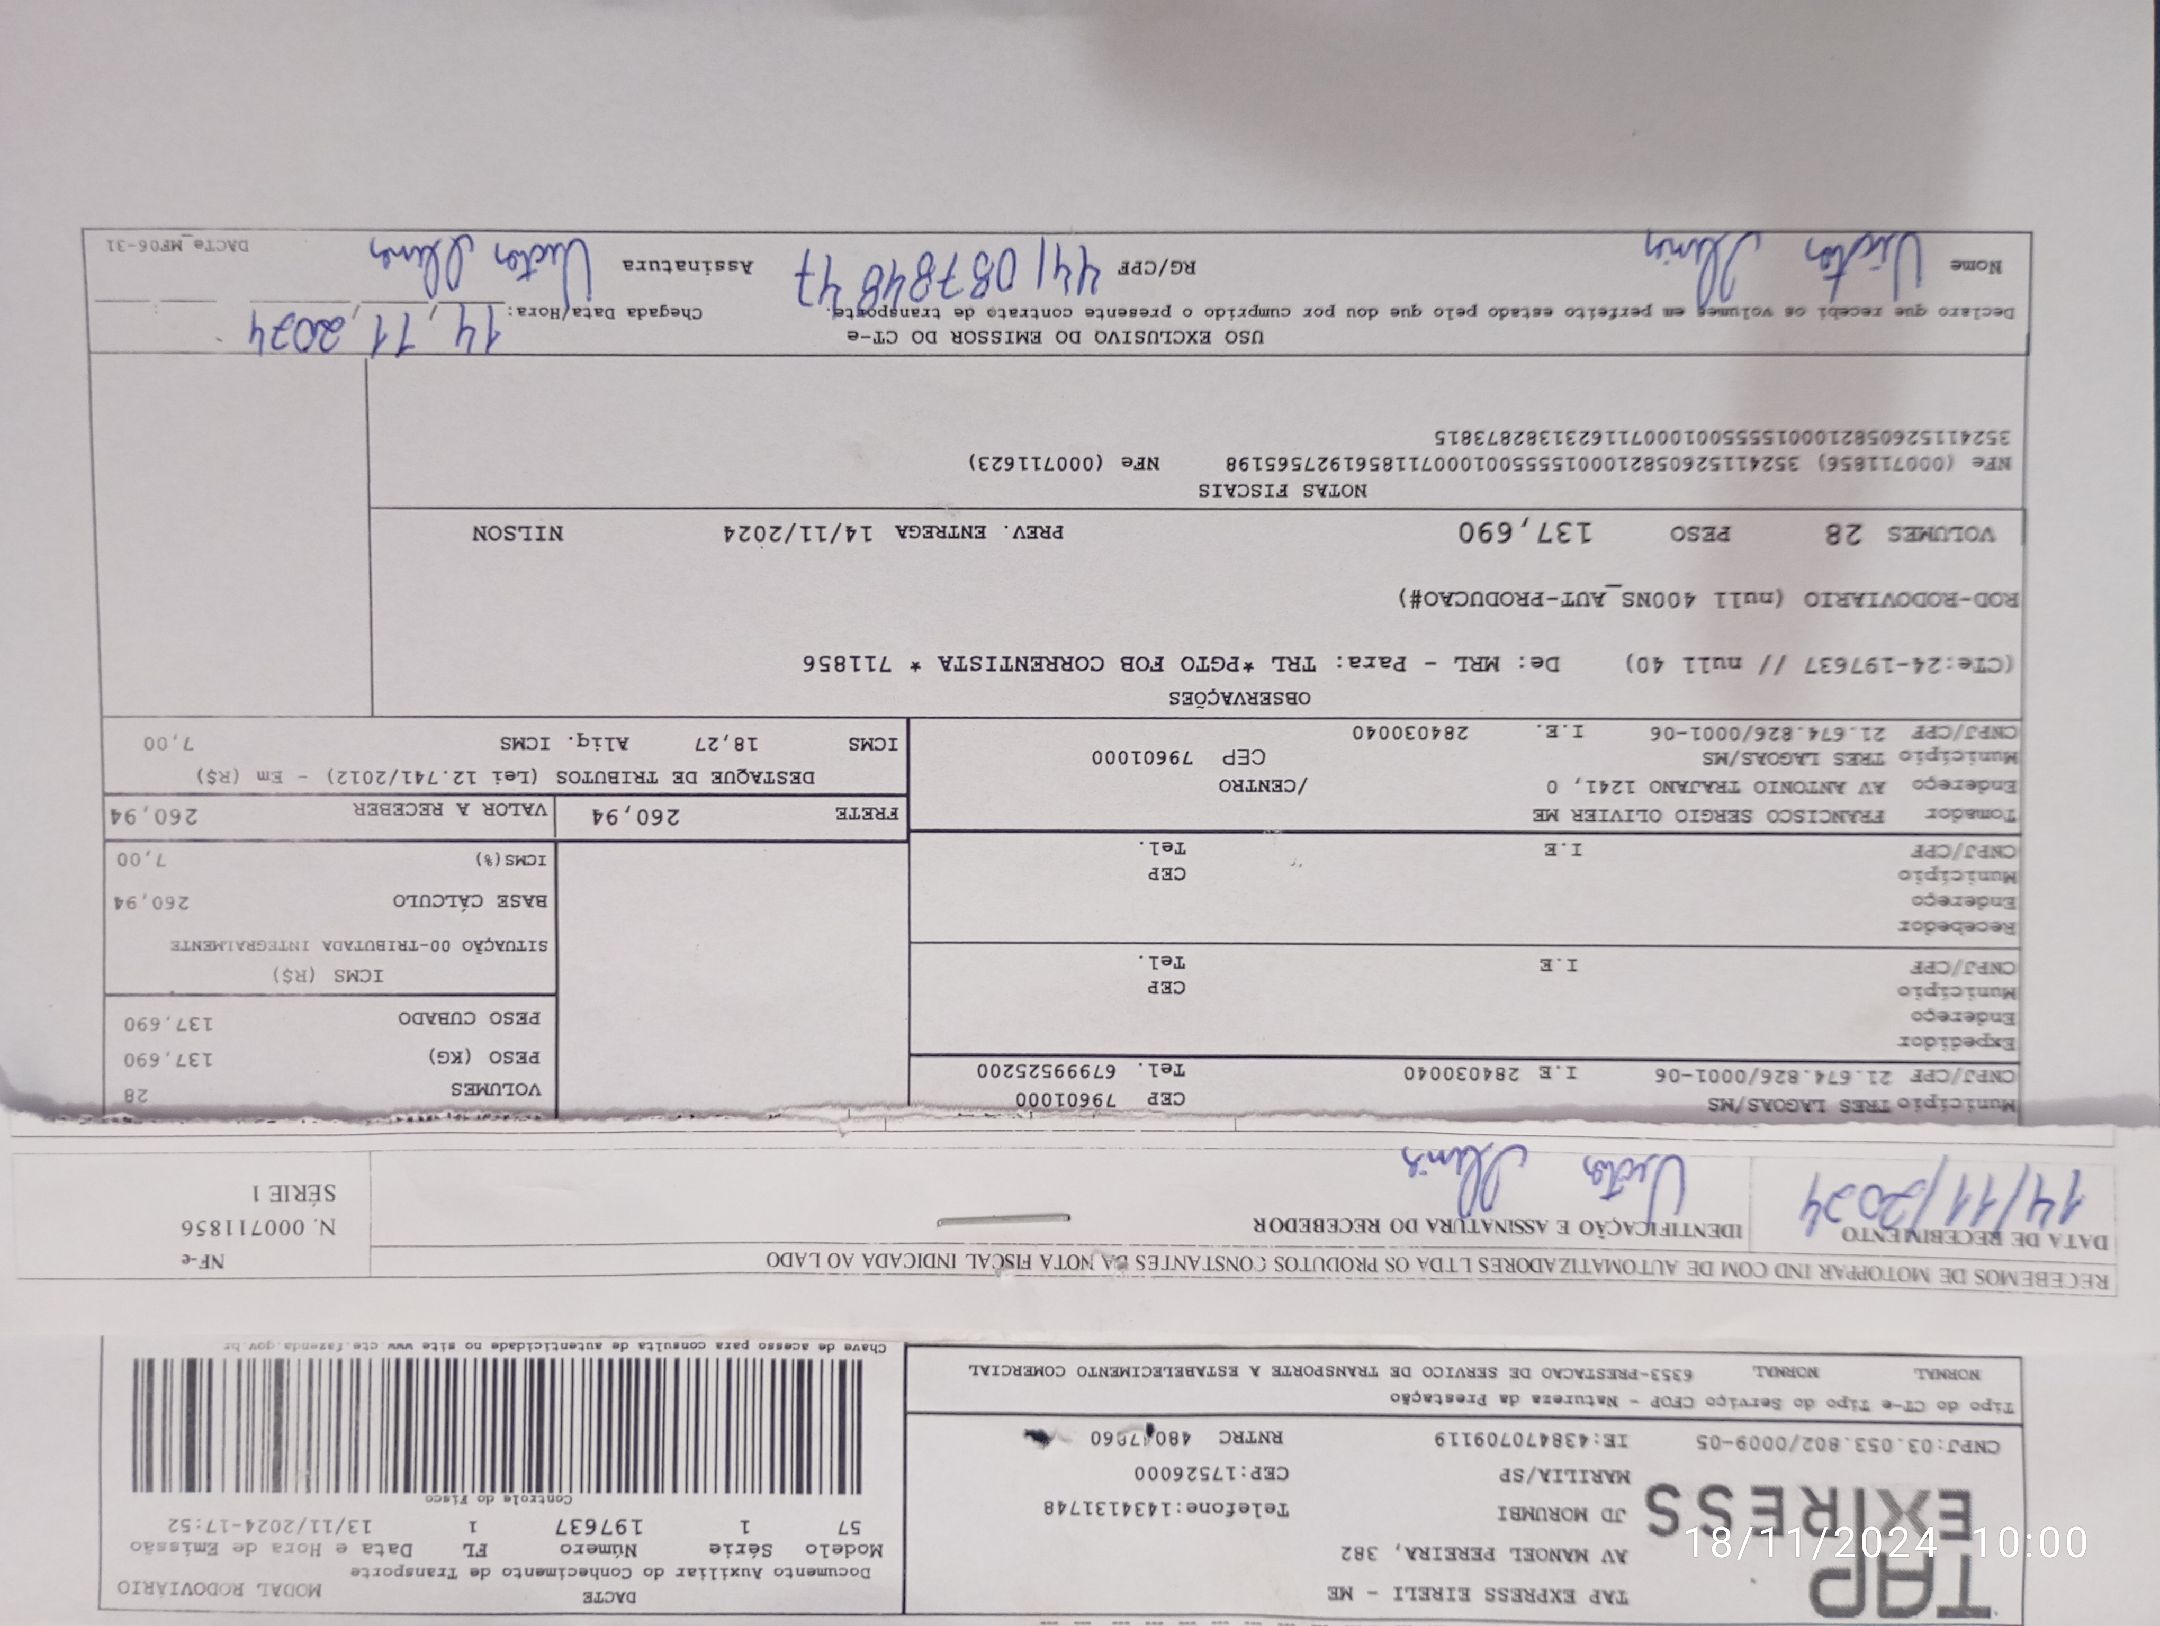 TAP
EXIRESS
TAP EXPRESS EIRELI - ME
AV MANOEL PEREIRA, 382
JD MORUMBI
Telefone:1434131748
MARILIA/SP
CEP:17526000
CNPJ:03.053.802/0009-05
IE:438470709119
RNTRC
Tipo do CT-e Tipo do Serviço CFOP - Natureza da Prestação
NORMAL NORMAL 6353-PRESTACAO DE SERVICO DE TRANSPORTE A ESTABELECIMENTO COMERCIAL
DACTE
MODAL RODOVIÁRIO
Documento Auxiliar do Conhecimento de Transporte
Modelo Série Número FL Data e Hora de Emissão
57 1 197637 1 13/11/2024-17:52
Controle do Fisco
Chave de acesso para consulta de autenticidade no site www.cte.fazenda.gov.br
RECEBEMOS DE MOTOPPAR IND COM DE AUTOMATIZADORES LTDA OS PRODUTOS CONSTANTES DA NOTA FISCAL INDICADA AO LADO
NF-e
N. 000711856
SÉRIE 1
DATA DE RECEBIMENTO
14/11/2024
IDENTIFICAÇÃO E ASSINATURA DO RECEBEDOR
Victor
Município TRES LAGOAS/MS CEP 79601000
CNPJ/CPF 21.674.826/0001-06 I.E 284030040 Tel. 67999525200
VOLUMES 28
PESO (KG) 137,690
PESO CUBADO 137,690
Expedidor
Endereço
Município CEP
CNPJ/CPF I.E Tel.
ICMS (R$)
SITUAÇÃO 00-TRIBUTADA INTEGRALMENTE
BASE CÁLCULO 260,94
ICMS(%) 7,00
Recebedor
Endereço
Município CEP
CNPJ/CPF I.E Tel.
Tomador FRANCISCO SERGIO OLIVIER ME
Endereço AV ANTONIO TRAJANO 1241, 0 /CENTRO
Município TRES LAGOAS/MS CEP 79601000
CNPJ/CPF 21.674.826/0001-06 I.E. 284030040
FRETE 260,94 VALOR A RECEBER 260,94
DESTAQUE DE TRIBUTOS (Lei 12.741/2012) - Em (R$)
ICMS 18,27 Aliq. ICMS 7,00
OBSERVAÇÕES
(CTe:24-197637 // null 40) De: MRL - Para: TRL *PGTO FOB CORRENTISTA * 711856
ROD-RODOVIARIO (null 400NS_AUT-PRODUCAO#)
VOLUMES 28 PESO 137,690 PREV. ENTREGA 14/11/2024 NILSON
NOTAS FISCAIS
NFe (000711856) 35241152605821000155550010007118561927565198 NFe (000711623)
35241152605821000155550010007116231382873815
USO EXCLUSIVO DO EMISSOR DO CT-e
Declaro que recebi os volumes em perfeito estado pelo que dou por cumprido o presente contrato de transporte.
Chegada Data/Hora: 14,11,2024
Nome Victor
RG/CPF 44108784847
Assinatura Victor
DACTe_MF06-31
18/11/2024 10:00